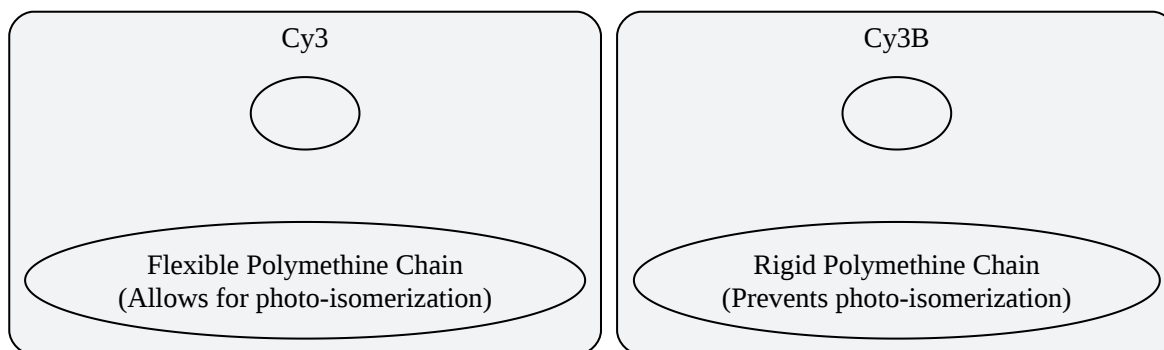 Cy3
Flexible Polymethine Chain
(Allows for photo-isomerization)
Cy3B
Rigid Polymethine Chain
(Prevents photo-isomerization)